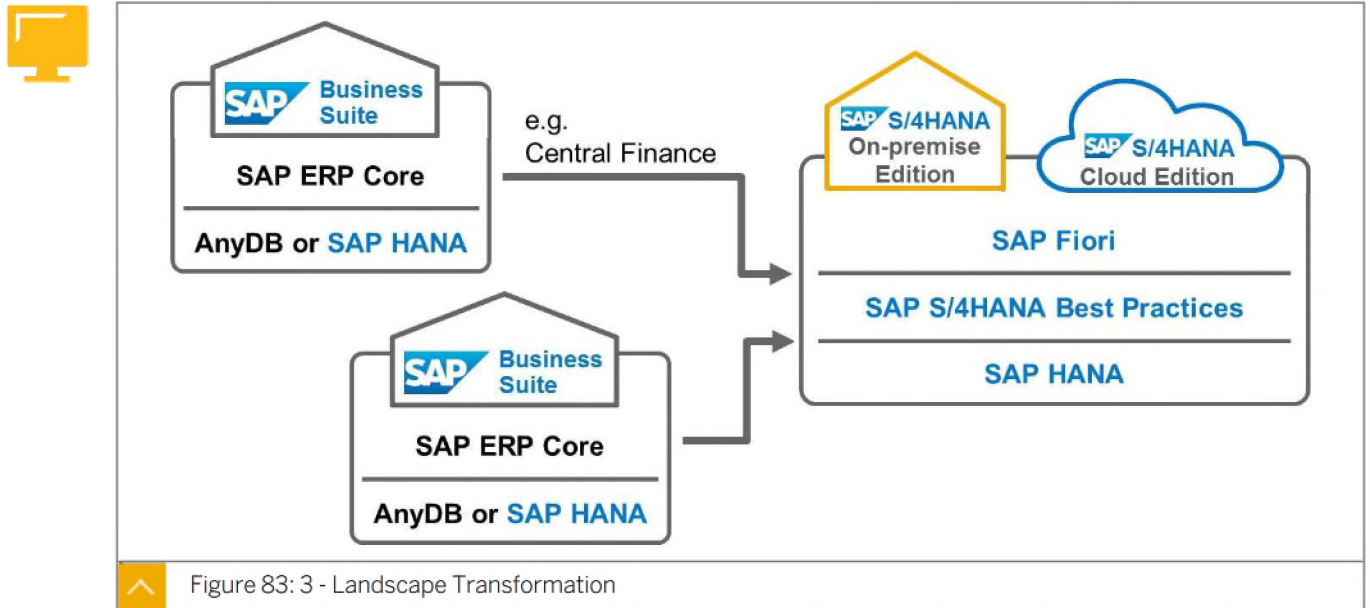 SAP Business
Suite
SAP ERP Core
AnyDB or SAP HANA
e.g.
Central Finance
SAP Business
Suite
SAP ERP Core
AnyDB or SAP HANA
SAP S/4HANA
On-premise
Edition
SAP S/4HANA
Cloud Edition
SAP Fiori
SAP S/4HANA Best Practices
SAP HANA
Figure 83: 3 - Landscape Transformation